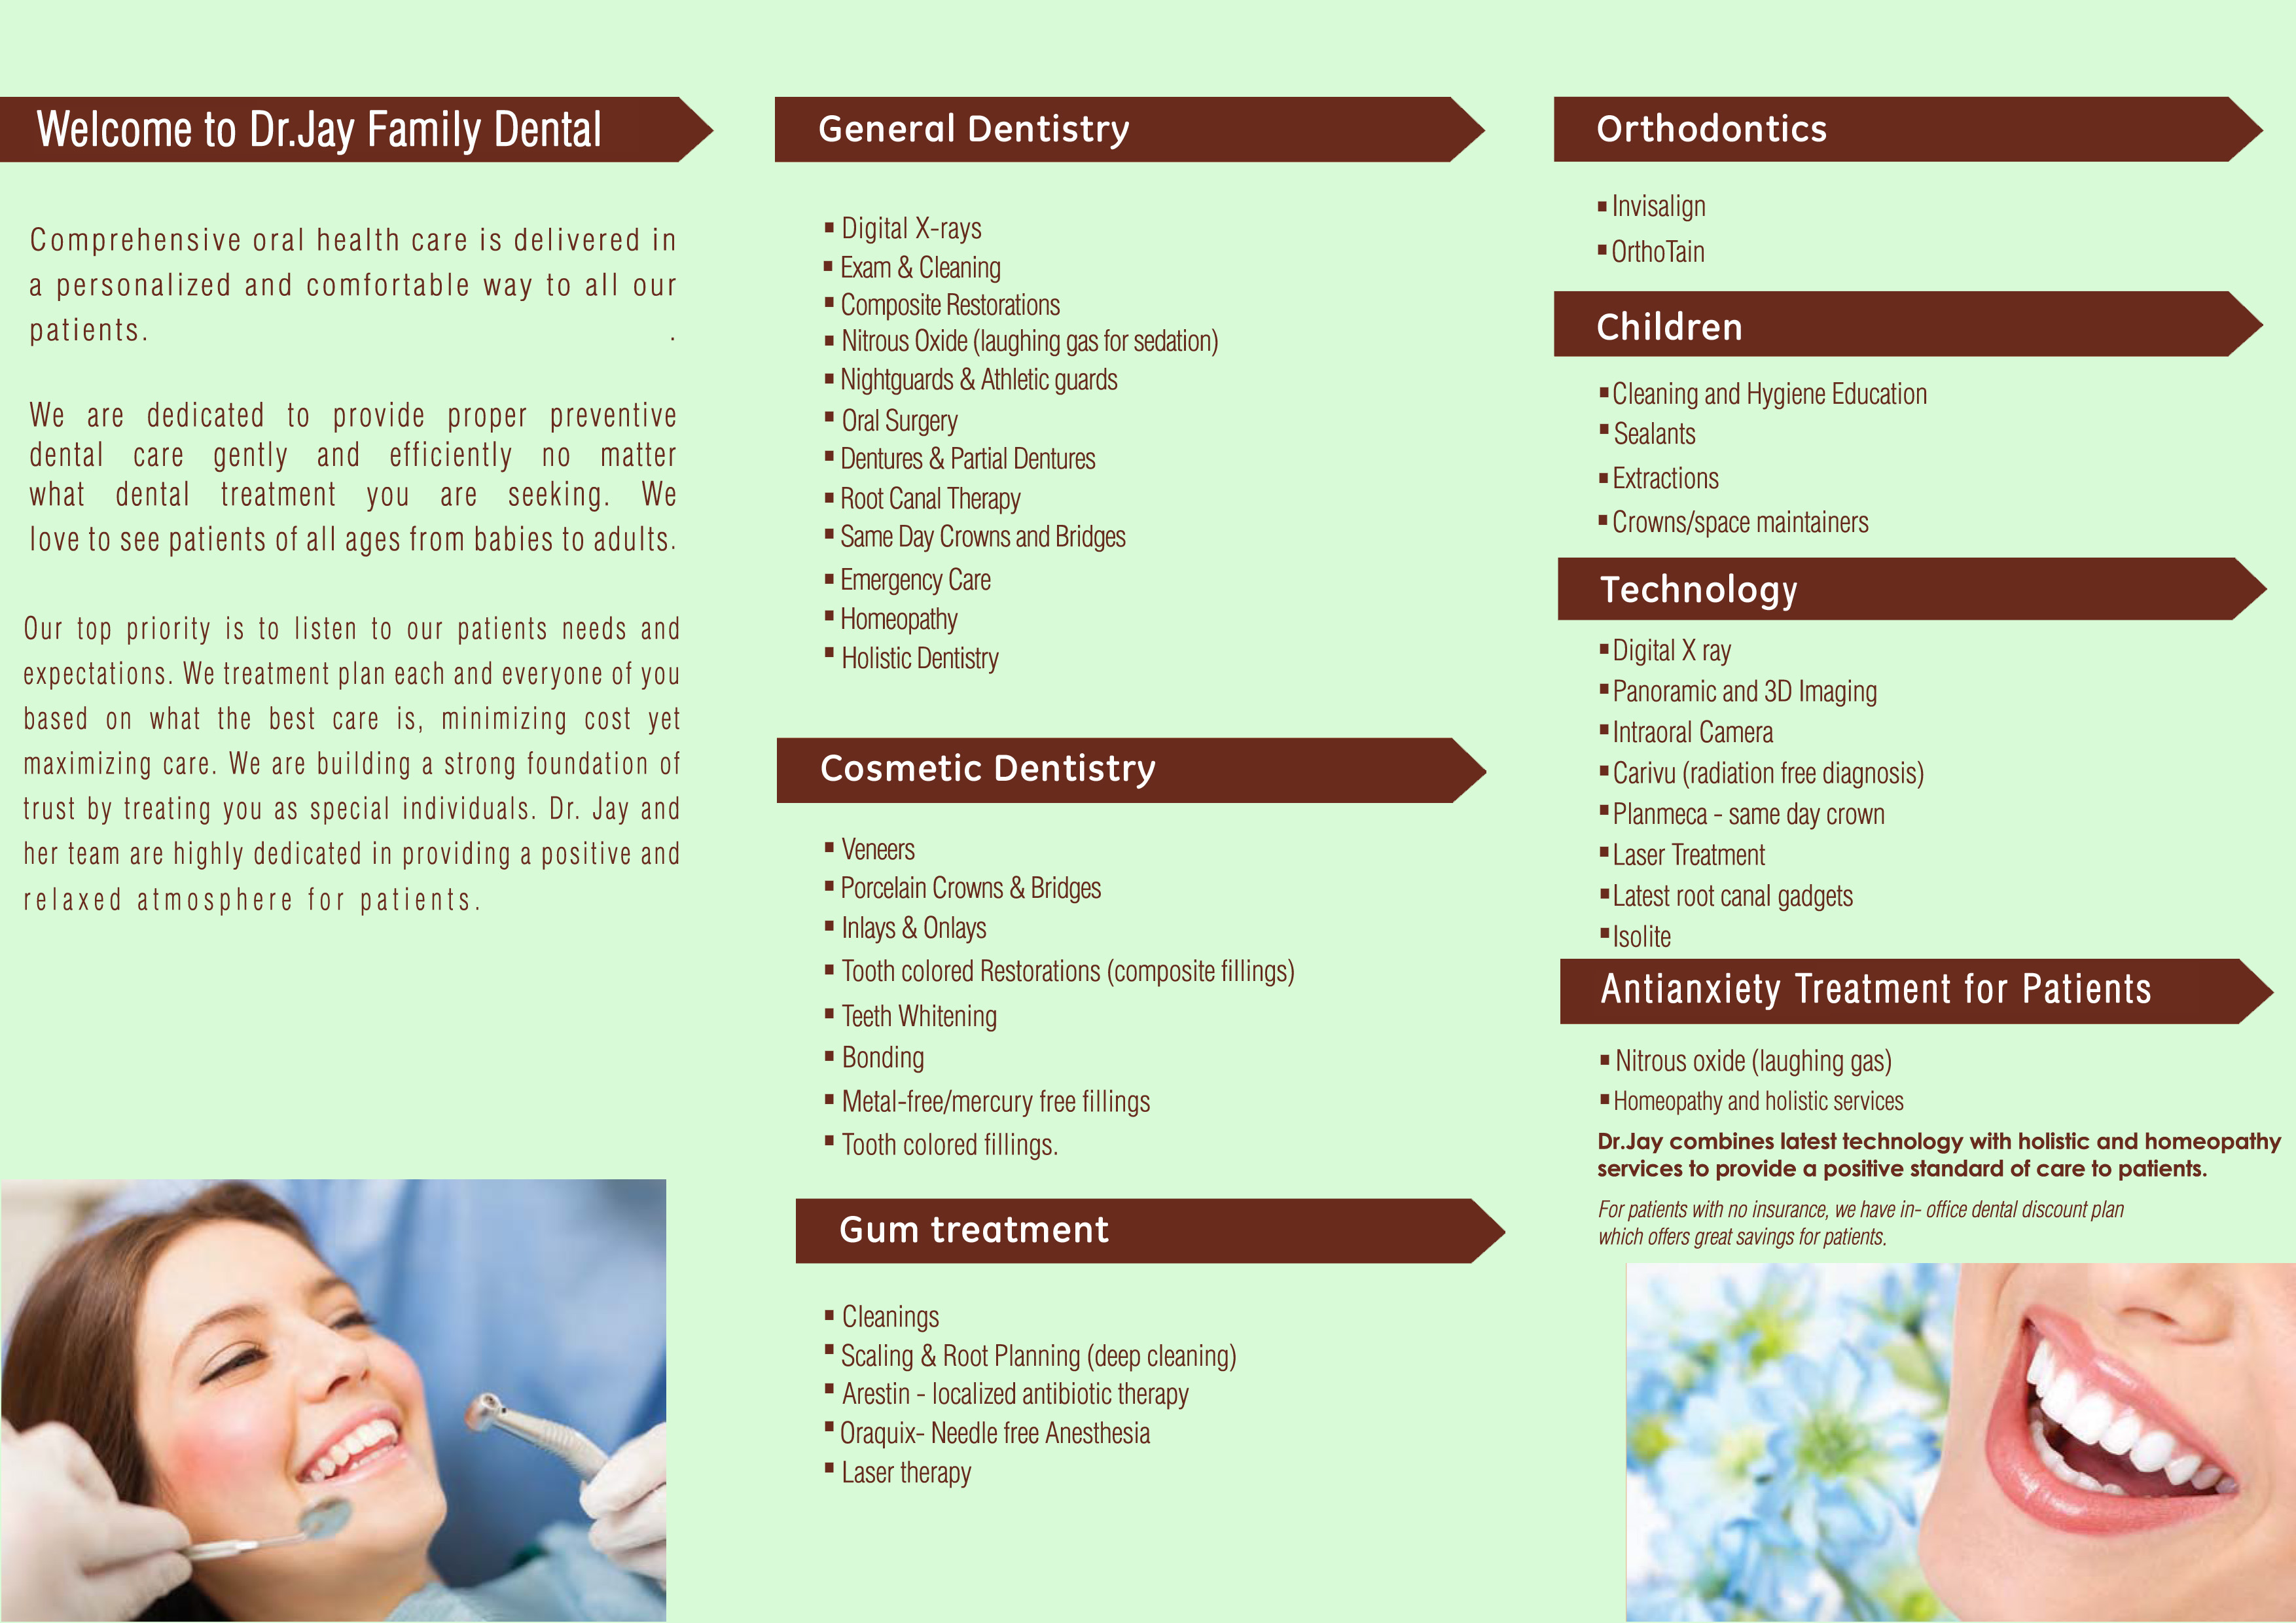 Welcome to Dr.Jay Family Dental
Comprehensive oral health care is delivered in
a personalized and comfortable way to all our
patients. .
We are dedicated to provide proper preventive
dental care gently and efficiently no matter
what dental treatment you are seeking. We
love to see patients of all ages from babies to adults.
Our top priority is to listen to our patients needs and
expectations. We treatment plan each and everyone of you
based on what the best care is, minimizing cost yet
maximizing care. We are building a strong foundation of
trust by treating you as special individuals. Dr. Jay and
her team are highly dedicated in providing a positive and
relaxed atmosphere for patients.
General Dentistry
▪ Digital X-rays
▪ Exam & Cleaning
▪ Composite Restorations
▪ Nitrous Oxide (laughing gas for sedation)
▪ Nightguards & Athletic guards
▪ Oral Surgery
▪ Dentures & Partial Dentures
▪ Root Canal Therapy
▪ Same Day Crowns and Bridges
▪ Emergency Care
▪ Homeopathy
▪ Holistic Dentistry
Cosmetic Dentistry
▪ Veneers
▪ Porcelain Crowns & Bridges
▪ Inlays & Onlays
▪ Tooth colored Restorations (composite fillings)
▪ Teeth Whitening
▪ Bonding
▪ Metal-free/mercury free fillings
▪ Tooth colored fillings.
Gum treatment
▪ Cleanings
▪ Scaling & Root Planning (deep cleaning)
▪ Arestin - localized antibiotic therapy
▪ Oraquix- Needle free Anesthesia
▪ Laser therapy
Orthodontics
▪ Invisalign
▪ OrthoTain
Children
▪ Cleaning and Hygiene Education
▪ Sealants
▪ Extractions
▪ Crowns/space maintainers
Technology
▪ Digital X ray
▪ Panoramic and 3D Imaging
▪ Intraoral Camera
▪ Carivu (radiation free diagnosis)
▪ Planmeca - same day crown
▪ Laser Treatment
▪ Latest root canal gadgets
▪ Isolite
Antianxiety Treatment for Patients
▪ Nitrous oxide (laughing gas)
▪ Homeopathy and holistic services
Dr.Jay combines latest technology with holistic and homeopathy
services to provide a positive standard of care to patients.
For patients with no insurance, we have in- office dental discount plan
which offers great savings for patients.